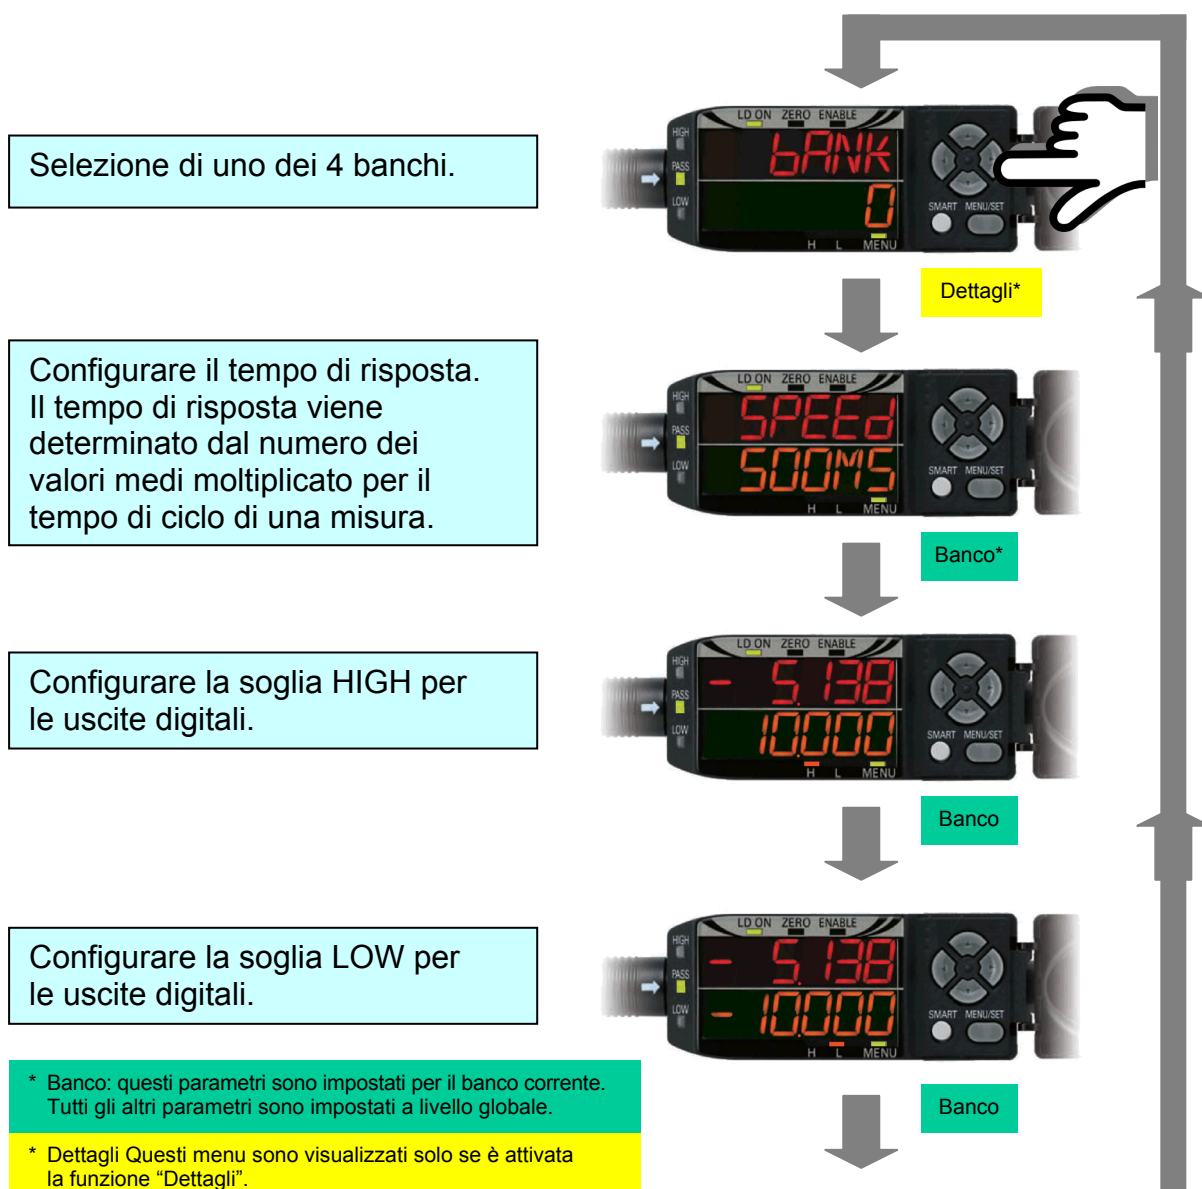 LD ON ZERO ENABLE
HIGH
PASS
LOW
bANK
0
SMART MENU/SET
H L MENU
Selezione di uno dei 4 banchi.
Dettagli*
Configurare il tempo di risposta.
Il tempo di risposta viene
determinato dal numero dei
valori medi moltiplicato per il
tempo di ciclo di una misura.
LD ON ZERO ENABLE
HIGH
PASS
LOW
SPEEd
500MS
SMART MENU/SET
H L MENU
Banco*
Configurare la soglia HIGH per
le uscite digitali.
LD ON ZERO ENABLE
HIGH
PASS
LOW
- 5.138
10.000
SMART MENU/SET
H L MENU
Banco
Configurare la soglia LOW per
le uscite digitali.
LD ON ZERO ENABLE
HIGH
PASS
LOW
- 5.138
- 10.000
SMART MENU/SET
H L MENU
Banco
* Banco: questi parametri sono impostati per il banco corrente.
Tutti gli altri parametri sono impostati a livello globale.
* Dettagli Questi menu sono visualizzati solo se è attivata
la funzione “Dettagli”.